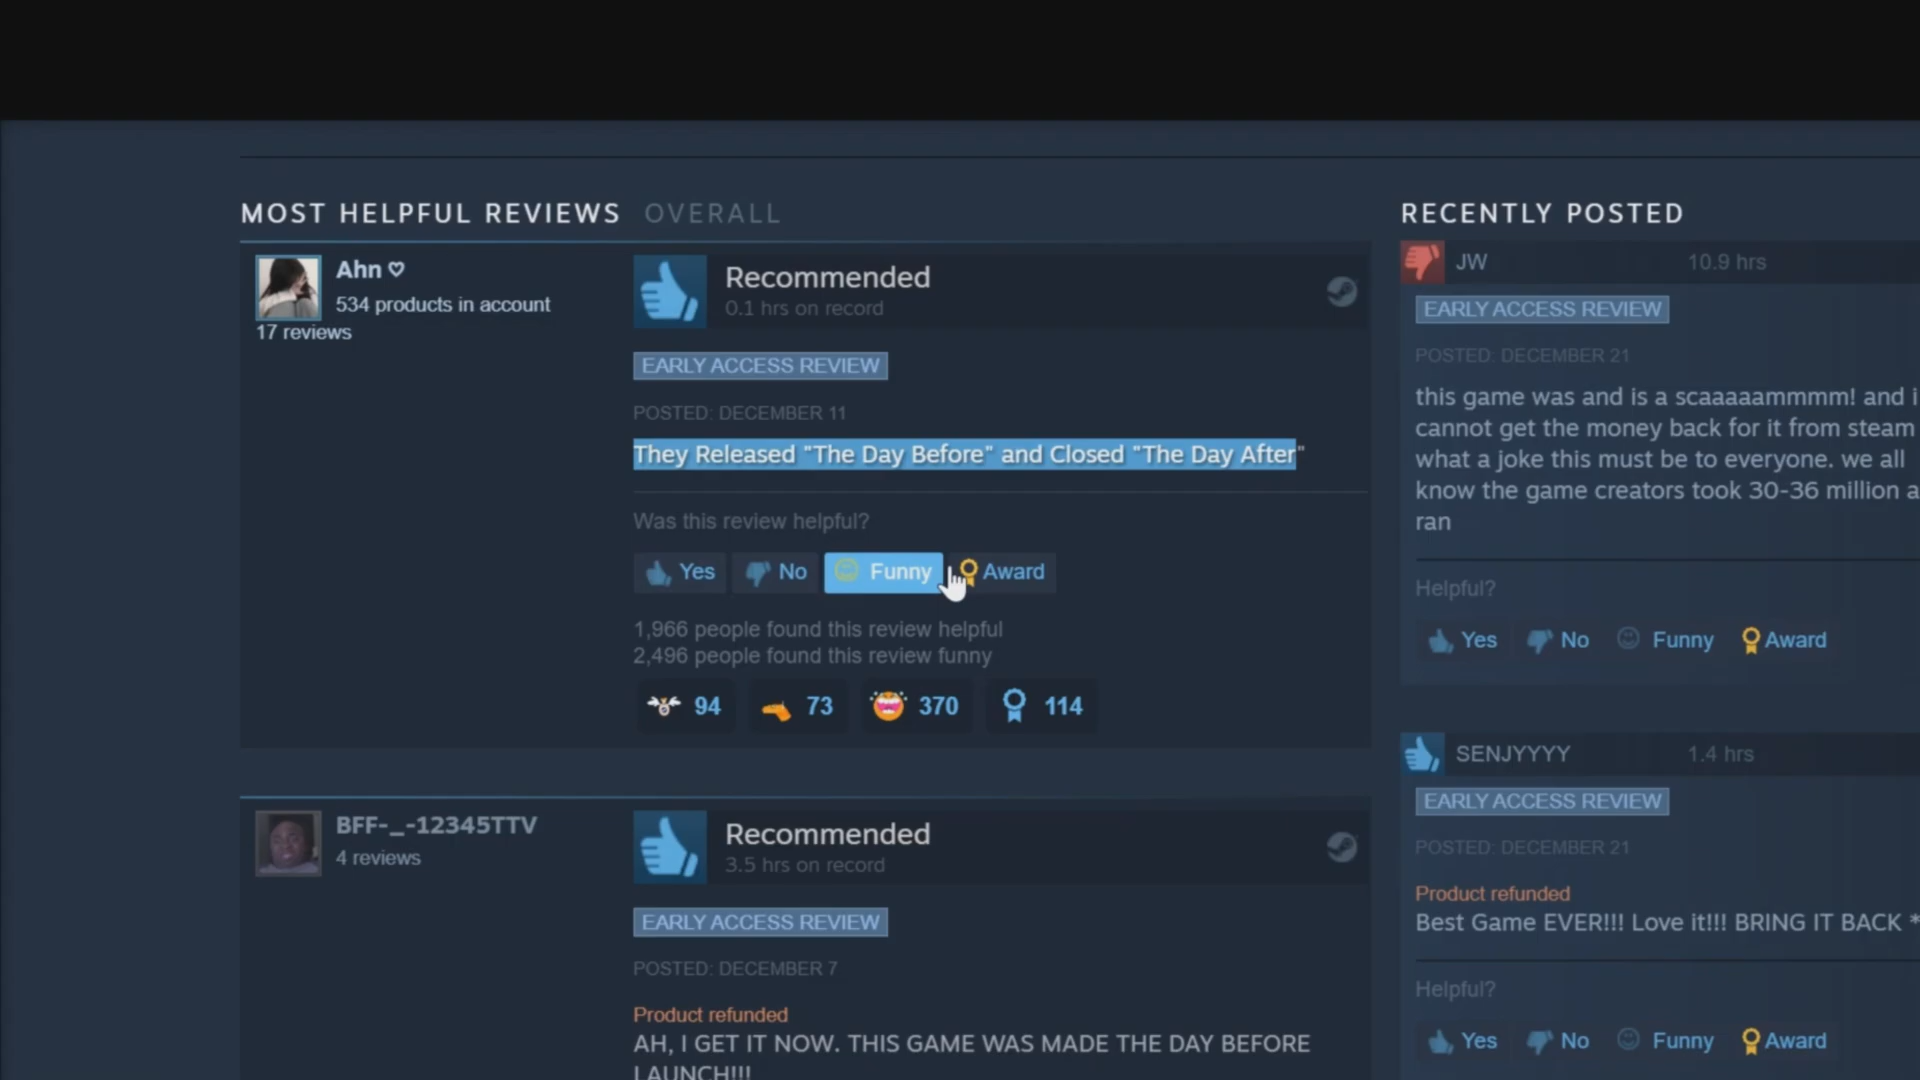 MOST HELPFUL REVIEWS OVERALL
Ahn ♡
534 products in account
17 reviews
Recommended
0.1 hrs on record
EARLY ACCESS REVIEW
POSTED: DECEMBER 11
They Released "The Day Before" and Closed "The Day After"
Was this review helpful?
Yes No Funny Award
1,966 people found this review helpful
2,496 people found this review funny
94 73 370 114
BFF-_-12345TTV
4 reviews
Recommended
3.5 hrs on record
EARLY ACCESS REVIEW
POSTED: DECEMBER 7
Product refunded
AH, I GET IT NOW. THIS GAME WAS MADE THE DAY BEFORE
LAUNCH!!!
RECENTLY POSTED
JW 10.9 hrs
EARLY ACCESS REVIEW
POSTED: DECEMBER 21
this game was and is a scaaaaammmm! and i
cannot get the money back for it from steam
what a joke this must be to everyone. we all
know the game creators took 30-36 million a
ran
Helpful?
Yes No Funny Award
SENJYYYY 1.4 hrs
EARLY ACCESS REVIEW
POSTED: DECEMBER 21
Product refunded
Best Game EVER!!! Love it!!! BRING IT BACK *
Helpful?
Yes No Funny Award